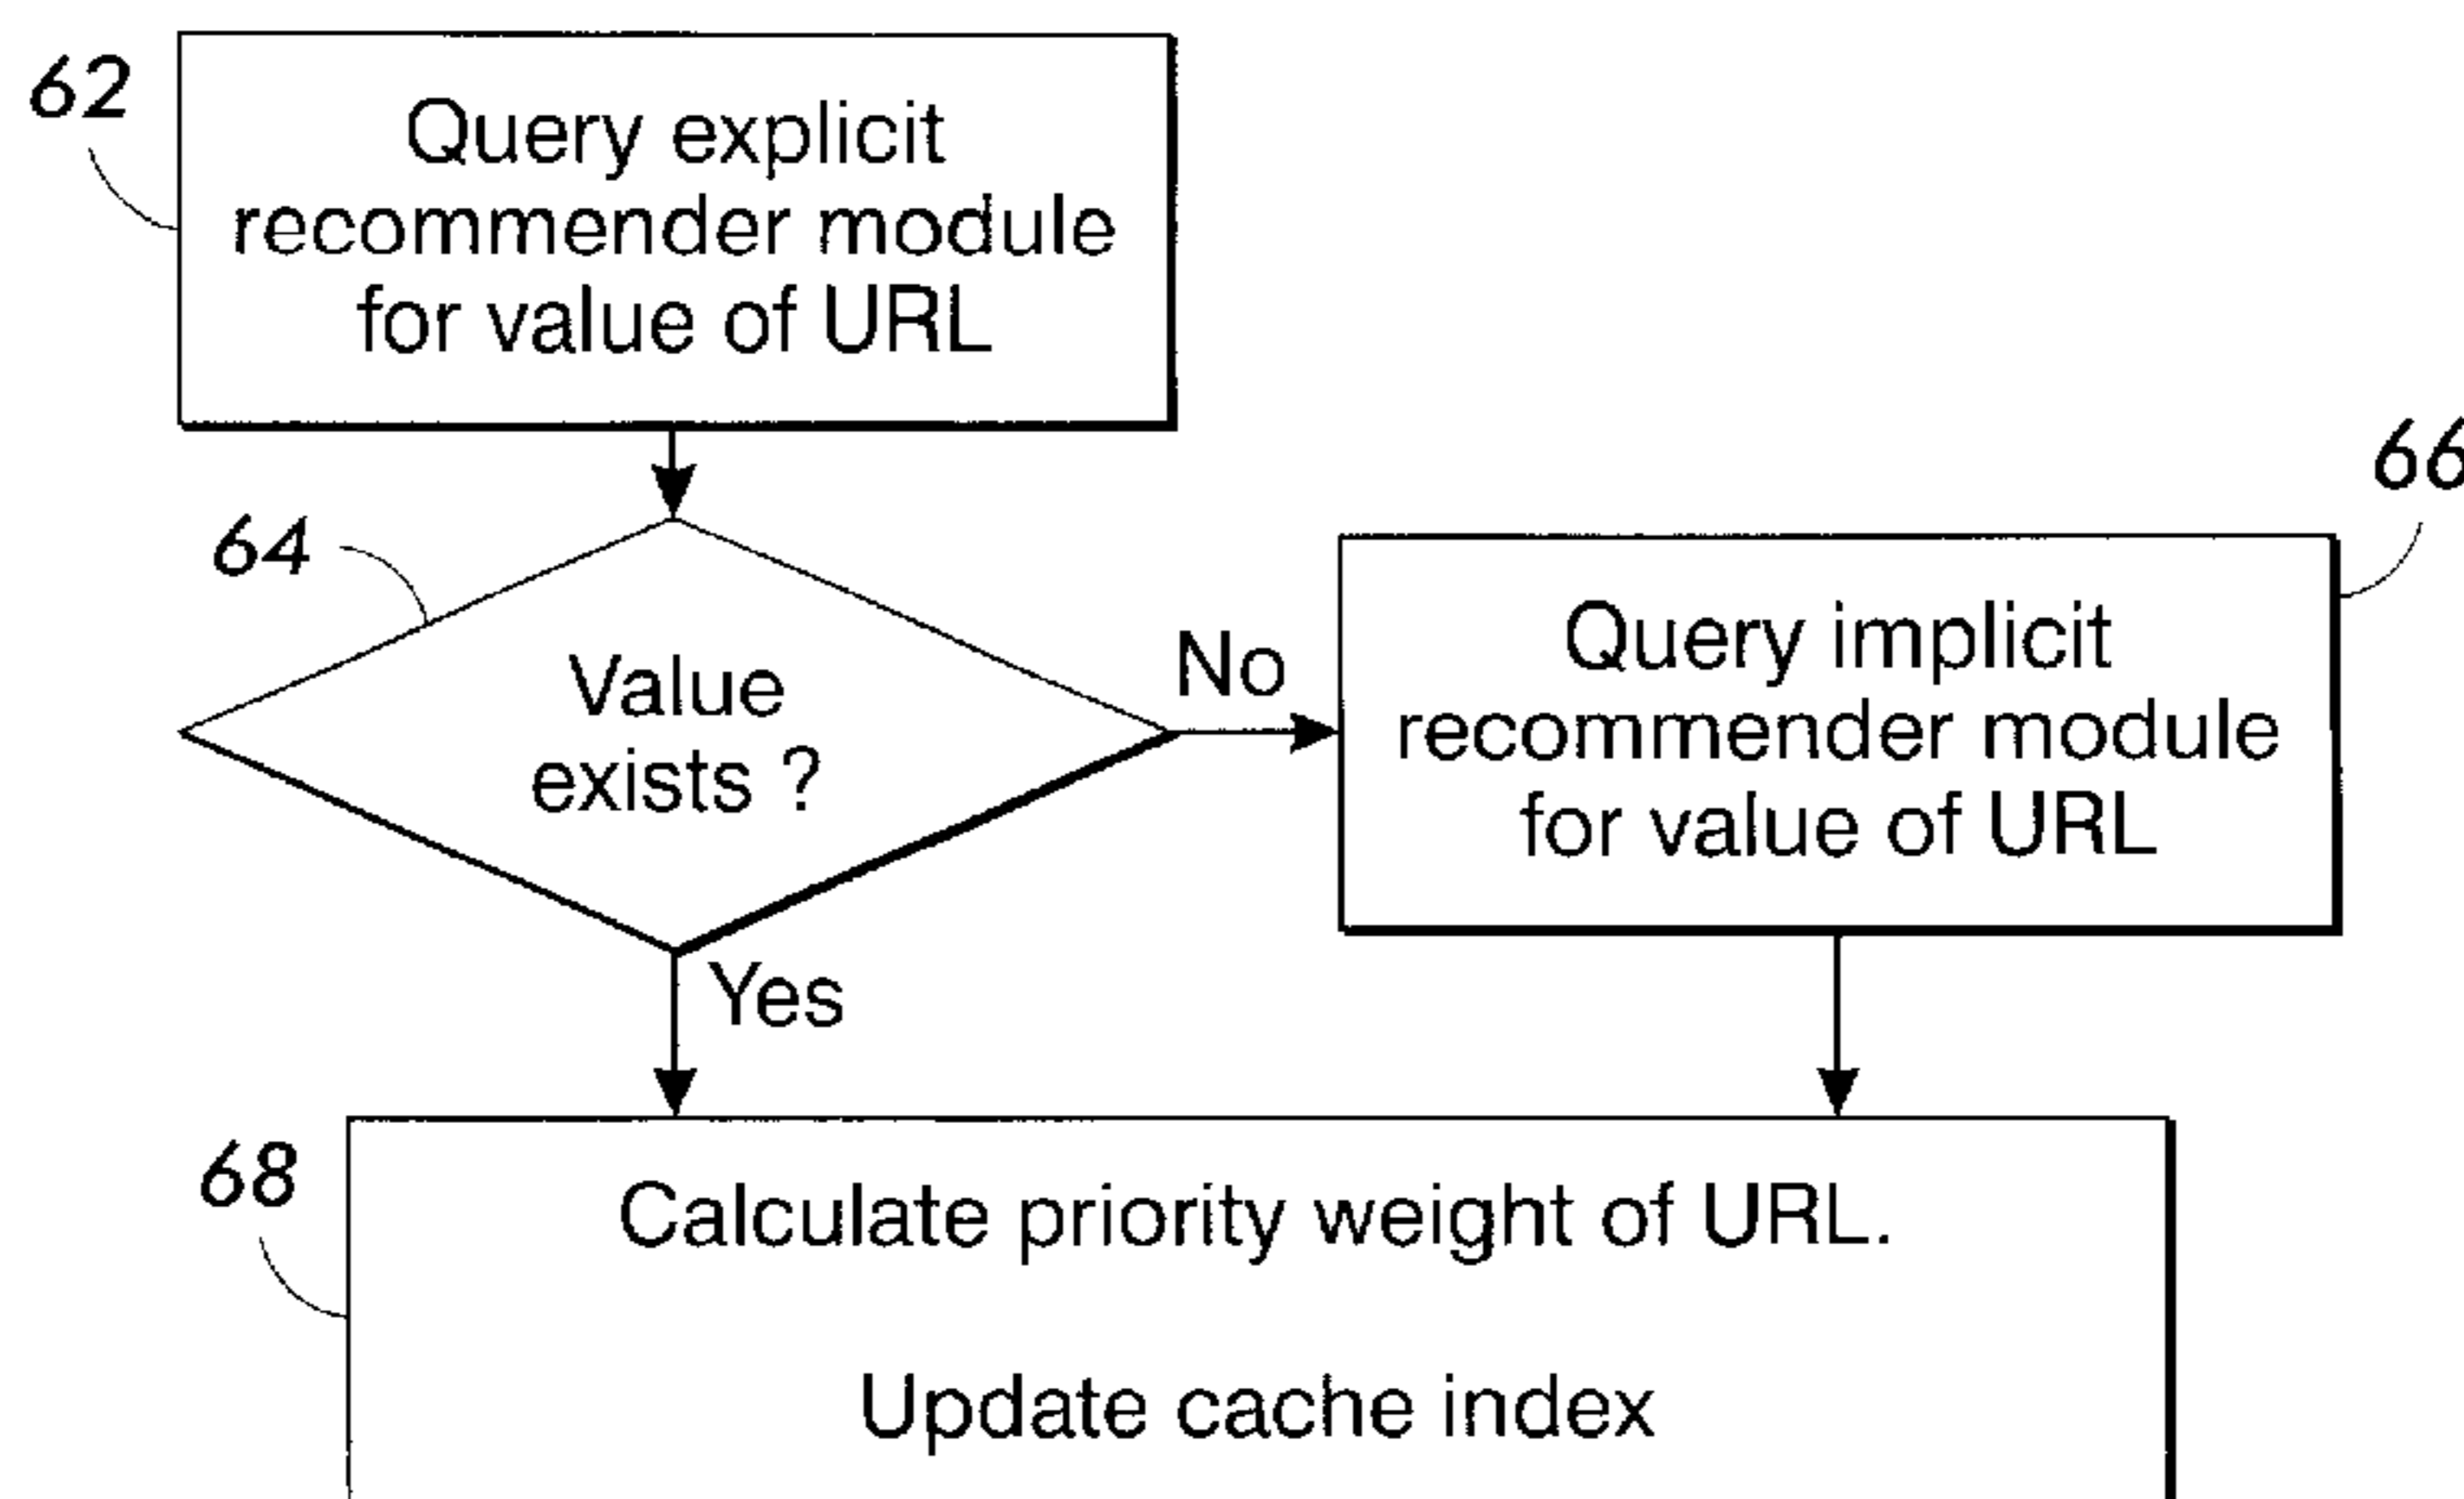 62
Query explicit
recommender module
for value of URL
64
Value
exists ?
No
66
Query implicit
recommender module
for value of URL
Yes
68
Calculate priority weight of URL.
Update cache index